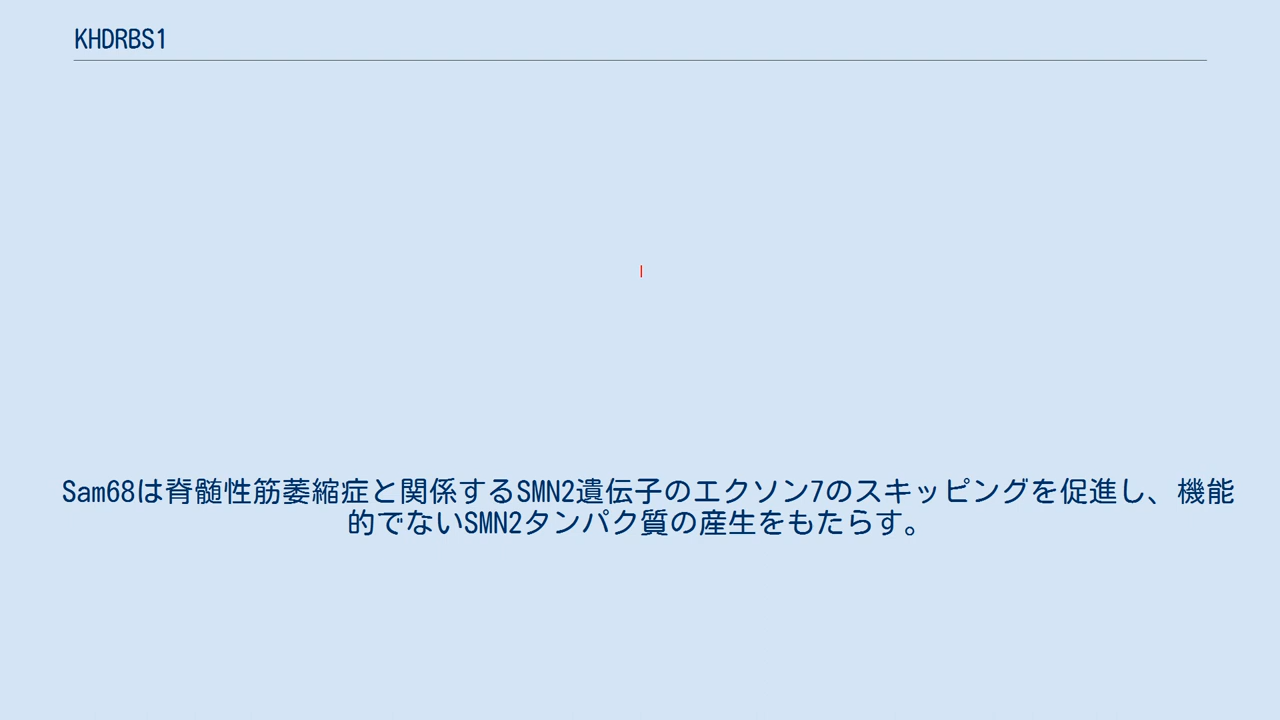 KHDRBS1
Sam68は脊髄性筋萎縮症と関係するSMN2遺伝子のエクソン7のスキッピングを促進し、機能
的でないSMN2タンパク質の産生をもたらす。